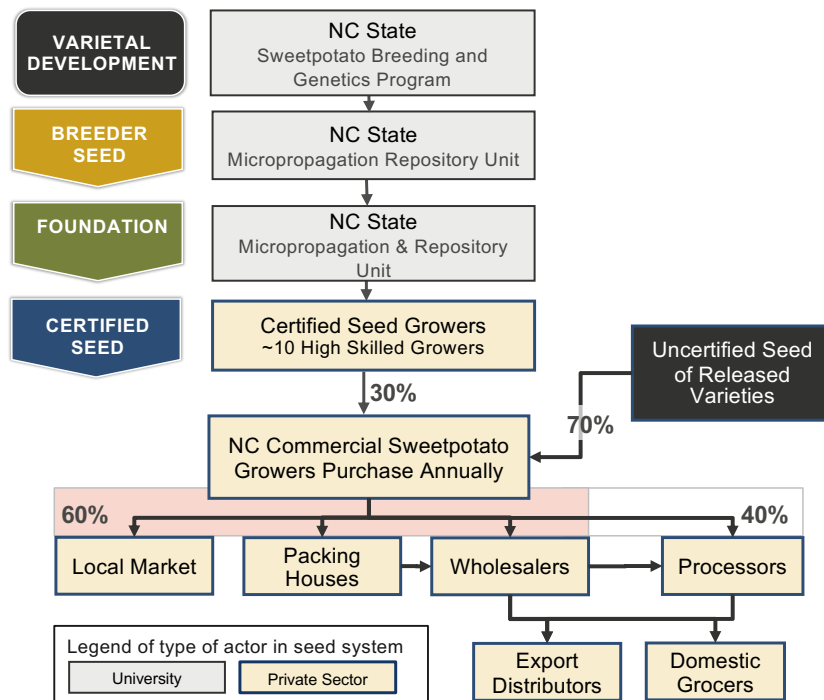 VARIETAL
DEVELOPMENT
NC State
Sweetpotato Breeding and
Genetics Program
BREEDER
SEED
NC State
Micropropagation Repository Unit
FOUNDATION
NC State
Micropropagation & Repository
Unit
CERTIFIED
SEED
Certified Seed Growers
~10 High Skilled Growers
Uncertified Seed
of Released
Varieties
30%
70%
NC Commercial Sweetpotato
Growers Purchase Annually
60%
40%
Local Market
Packing
Houses
Wholesalers
Processors
Export
Distributors
Domestic
Grocers
Legend of type of actor in seed system
University
Private Sector